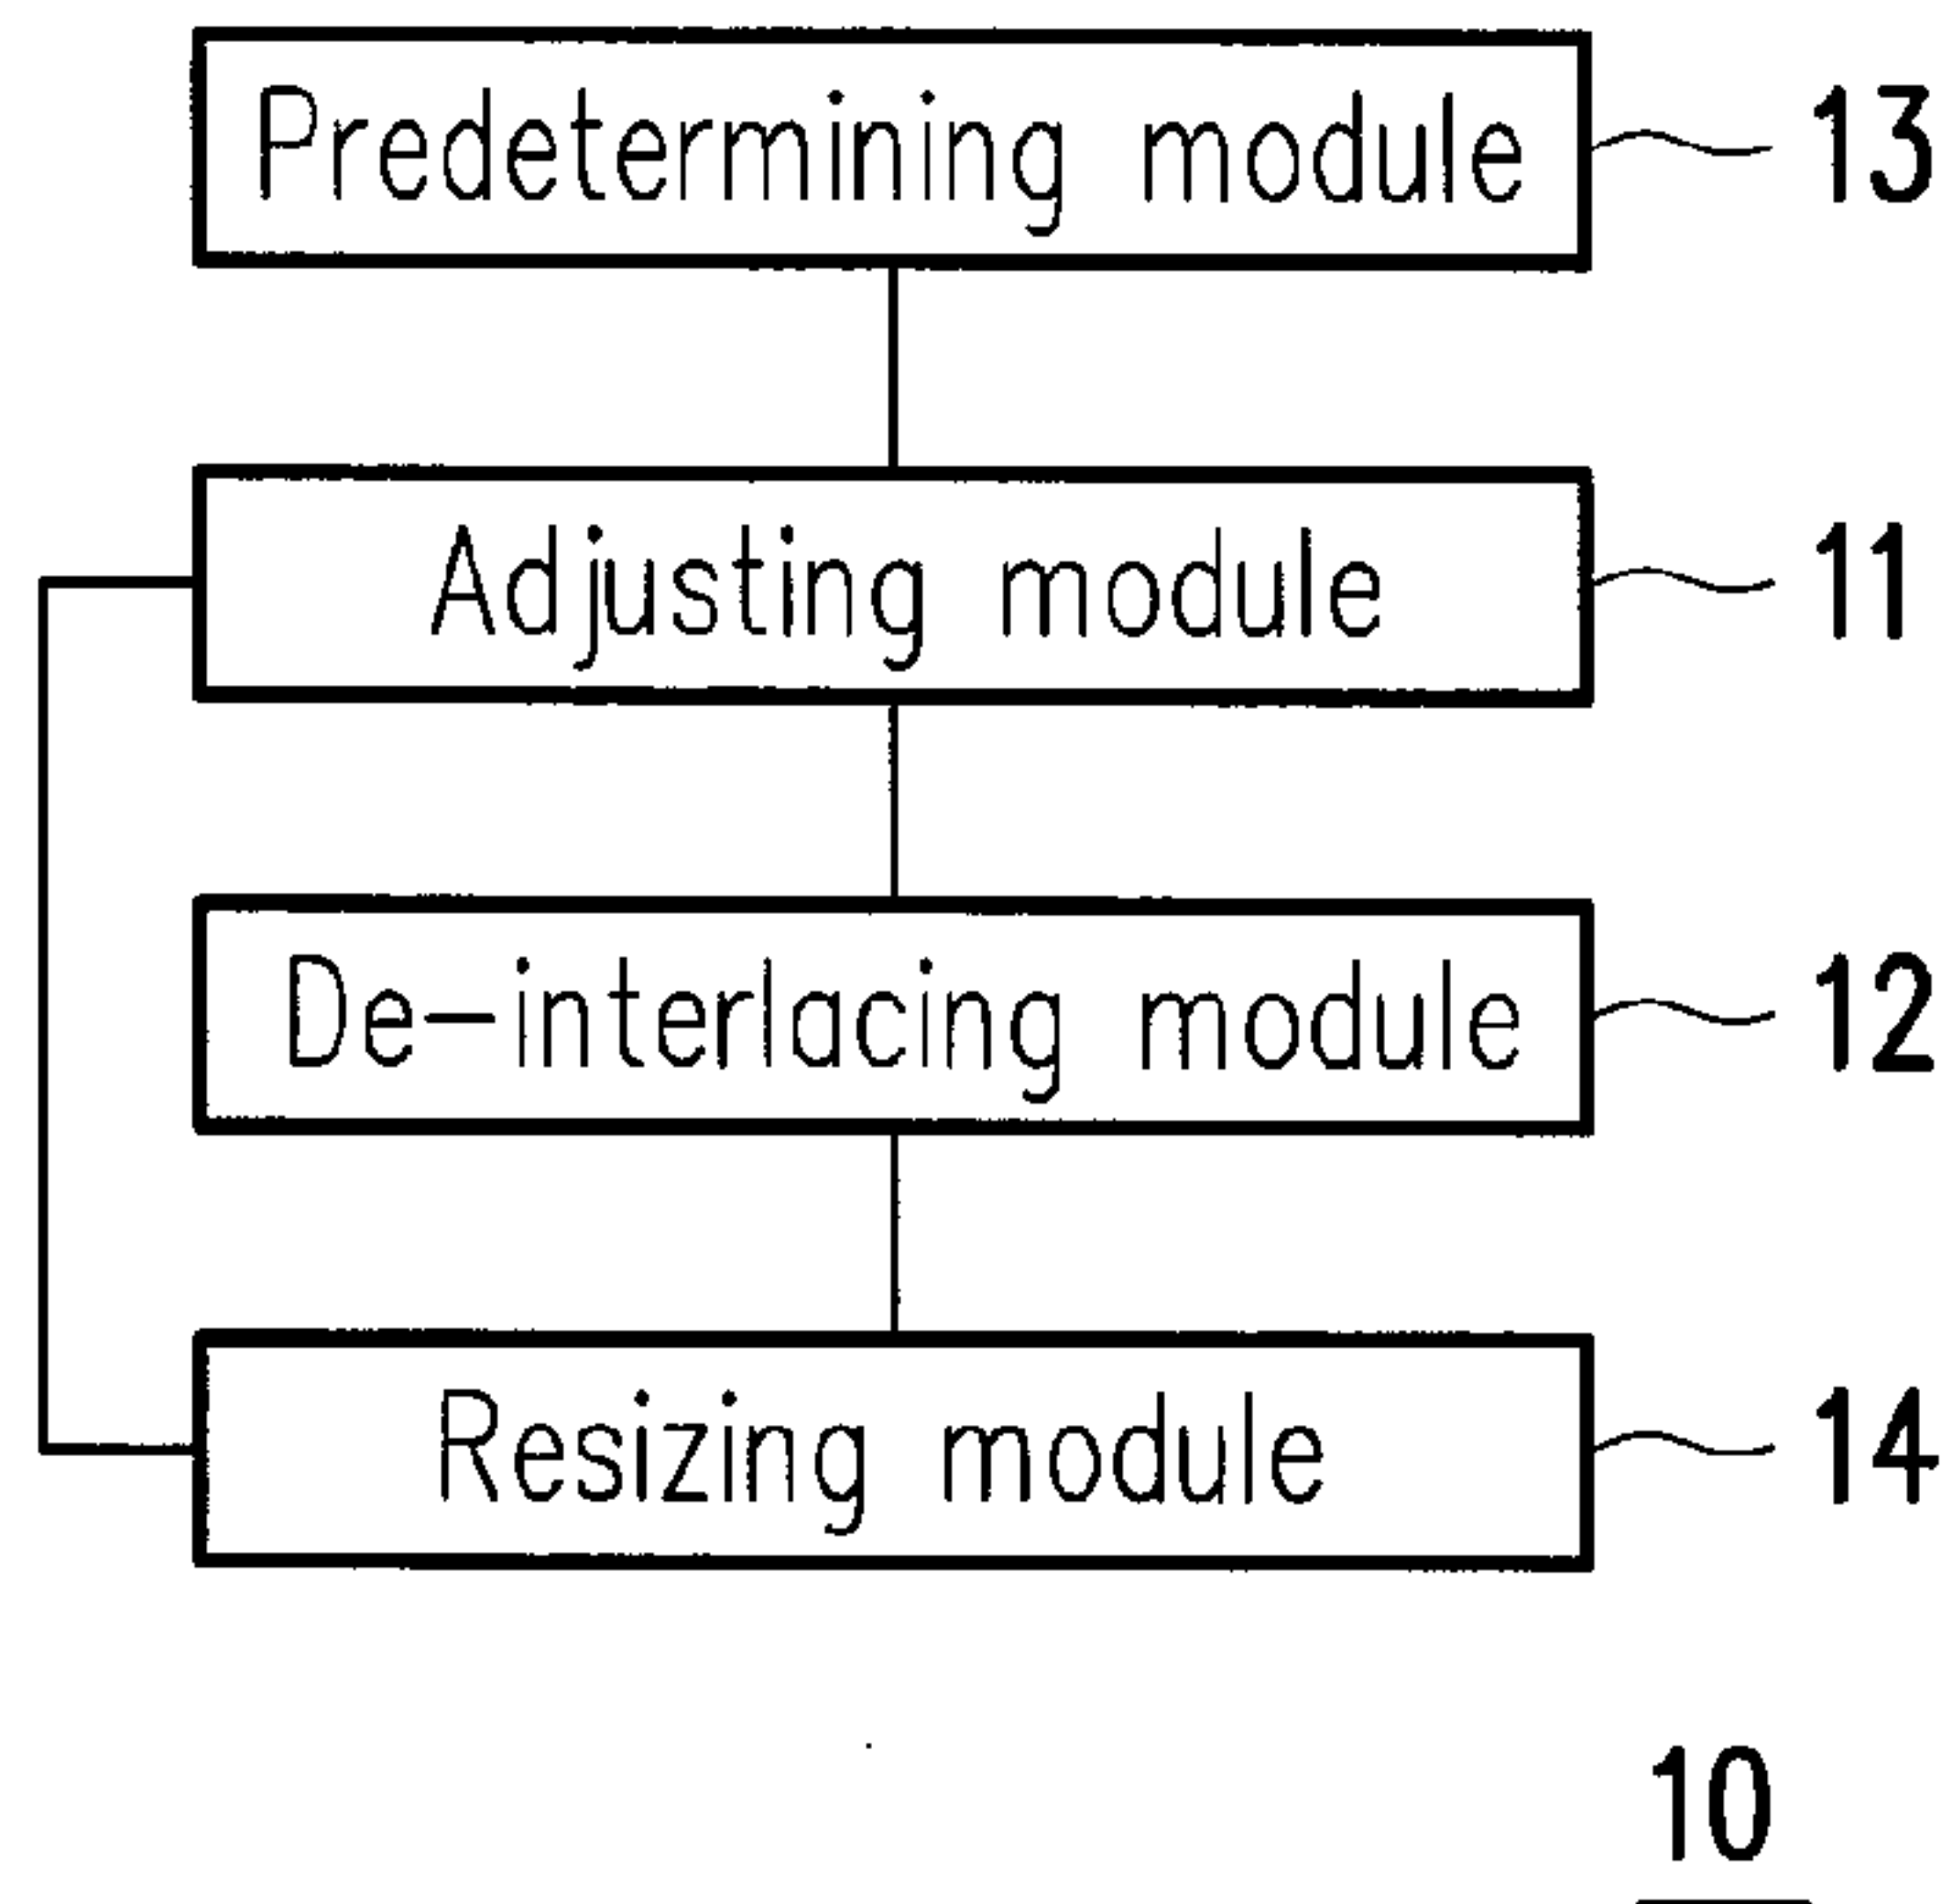 Predetermining module 13
Adjusting module 11
De-interlacing module 12
Resizing module 14
10